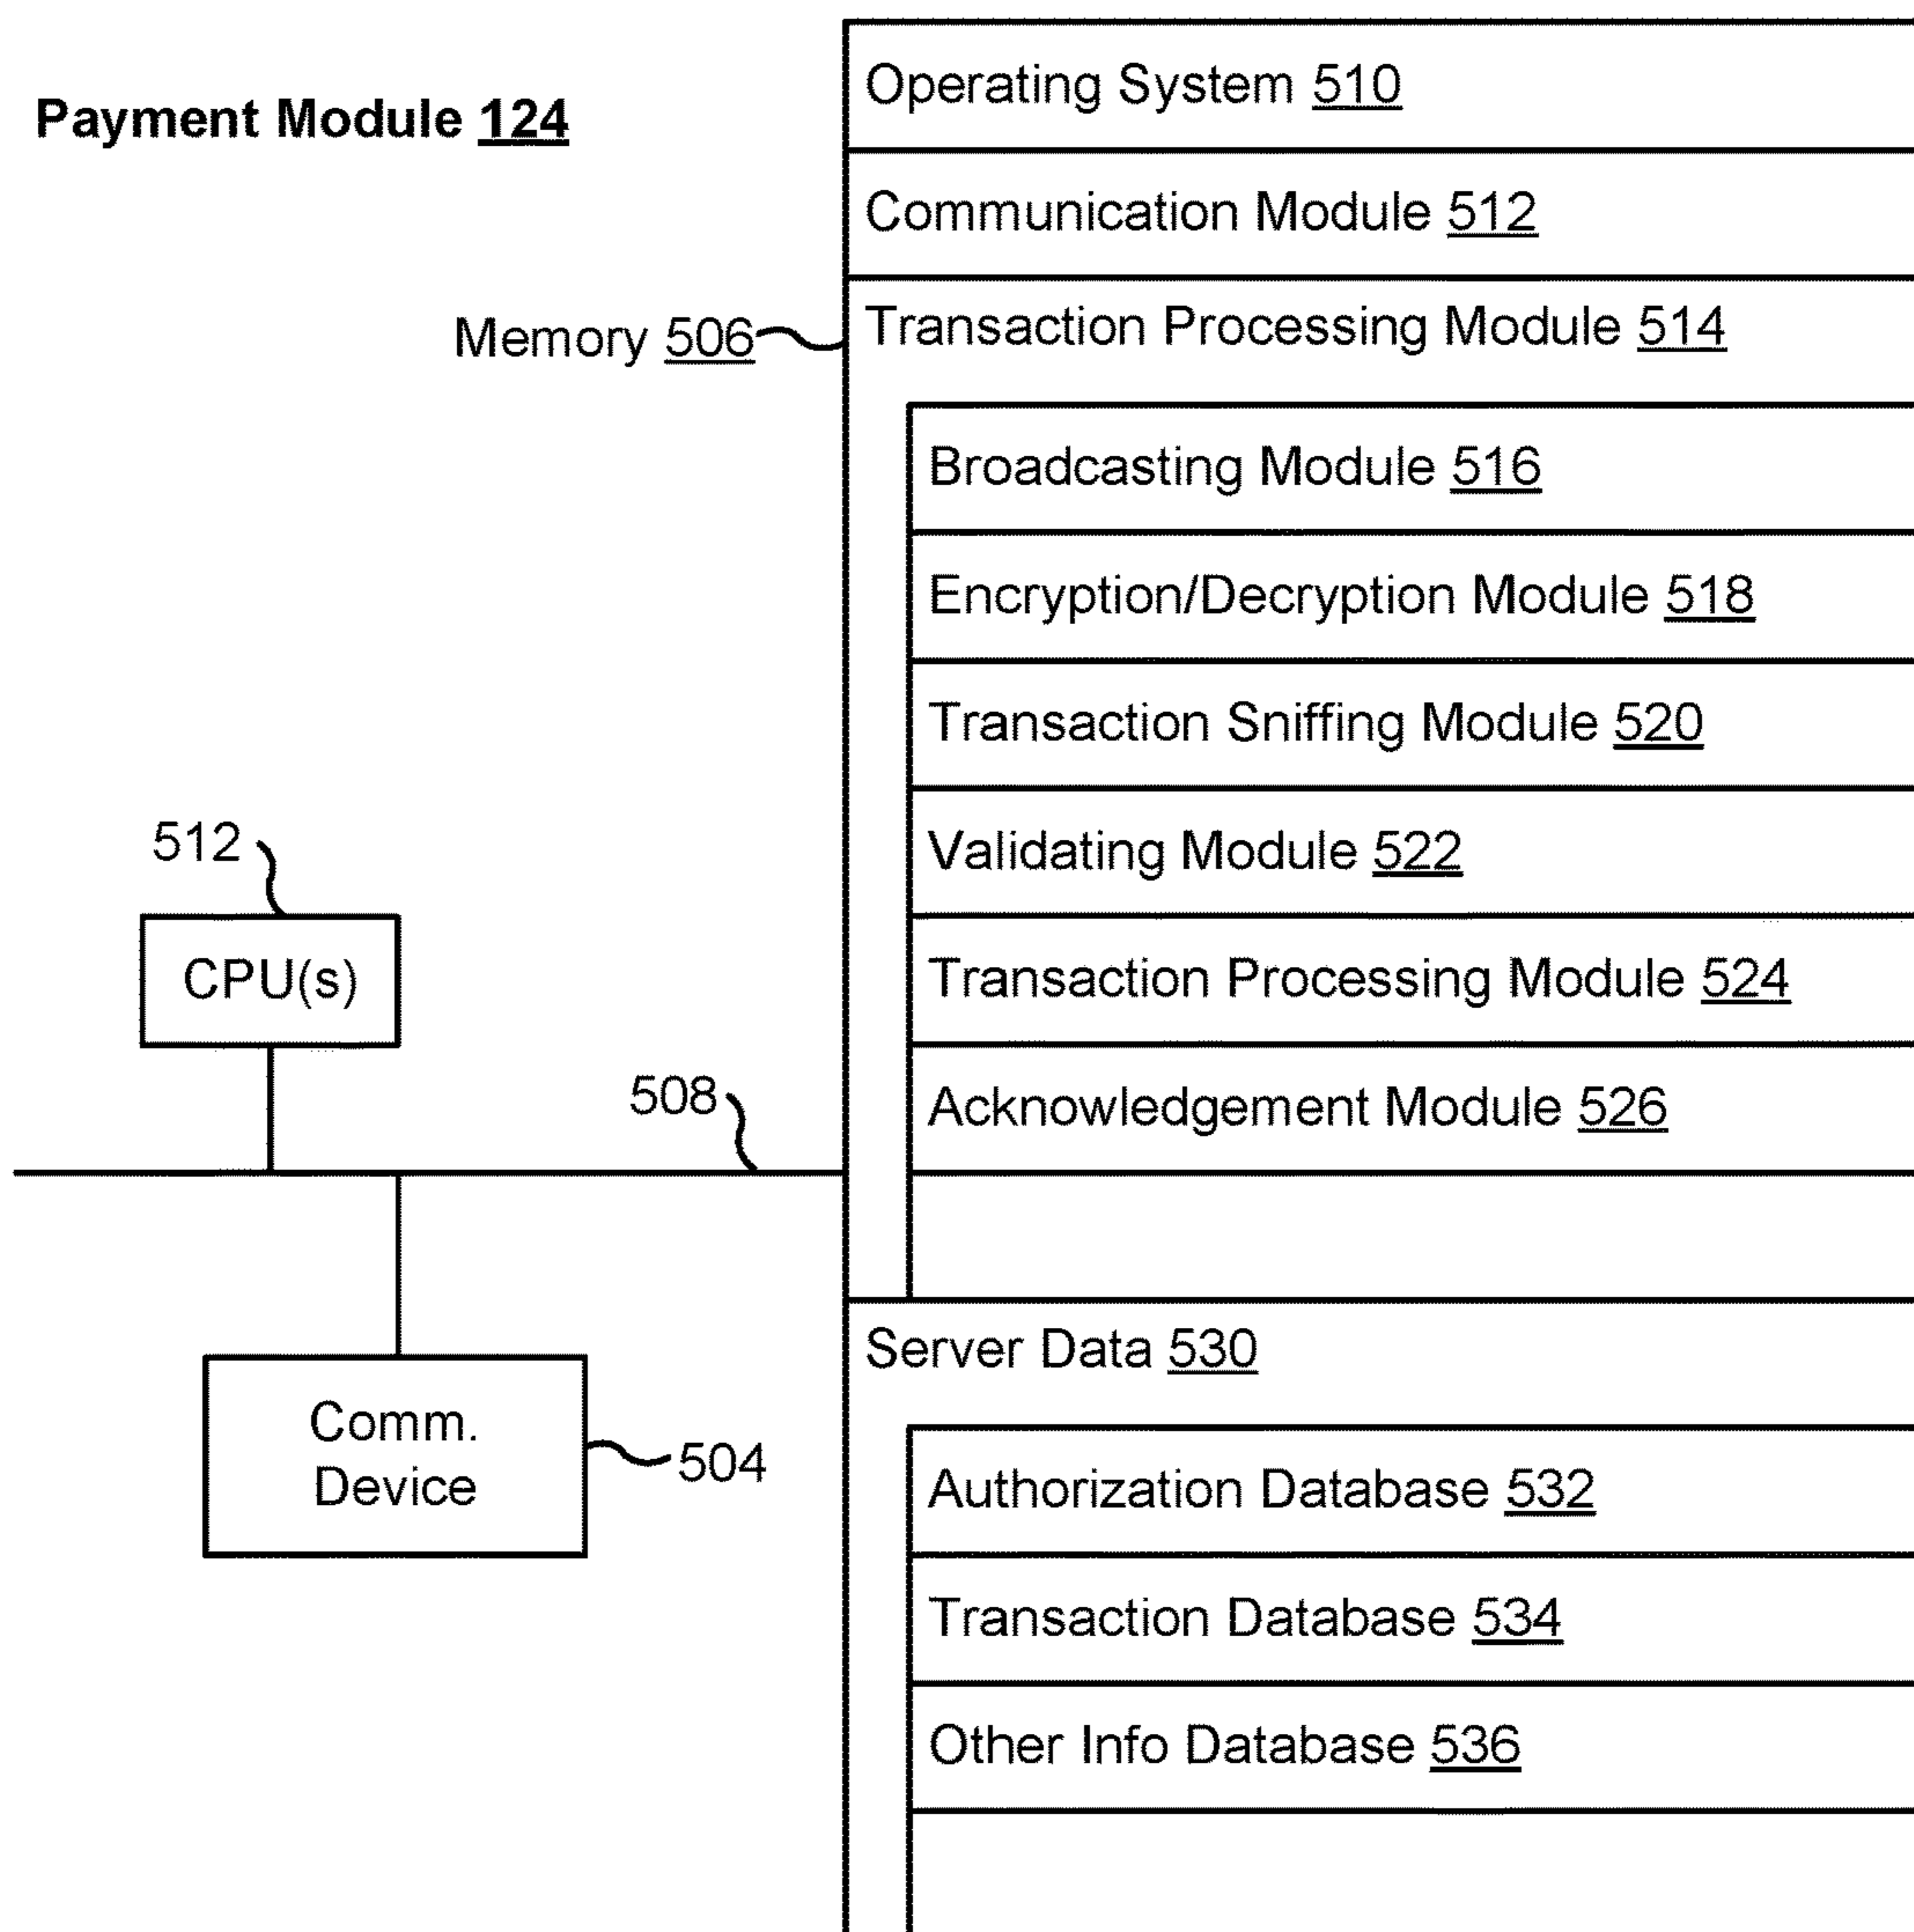 Payment Module 124
Operating System 510
Communication Module 512
Memory 506
Transaction Processing Module 514
Broadcasting Module 516
Encryption/Decryption Module 518
Transaction Sniffing Module 520
Validating Module 522
Transaction Processing Module 524
Acknowledgement Module 526
512
CPU(s)
508
Comm.
Device
504
Server Data 530
Authorization Database 532
Transaction Database 534
Other Info Database 536